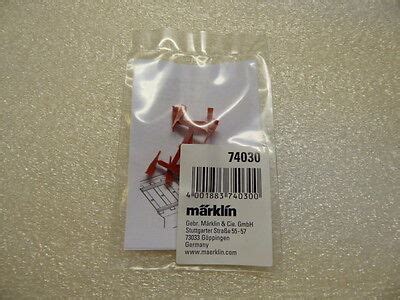 74030
4 001883 740300
märklin
Gebr. Märklin & Cie. GmbH
Stuttgarter Straße 55-57
73033 Göppingen
Germany
www.maerklin.com